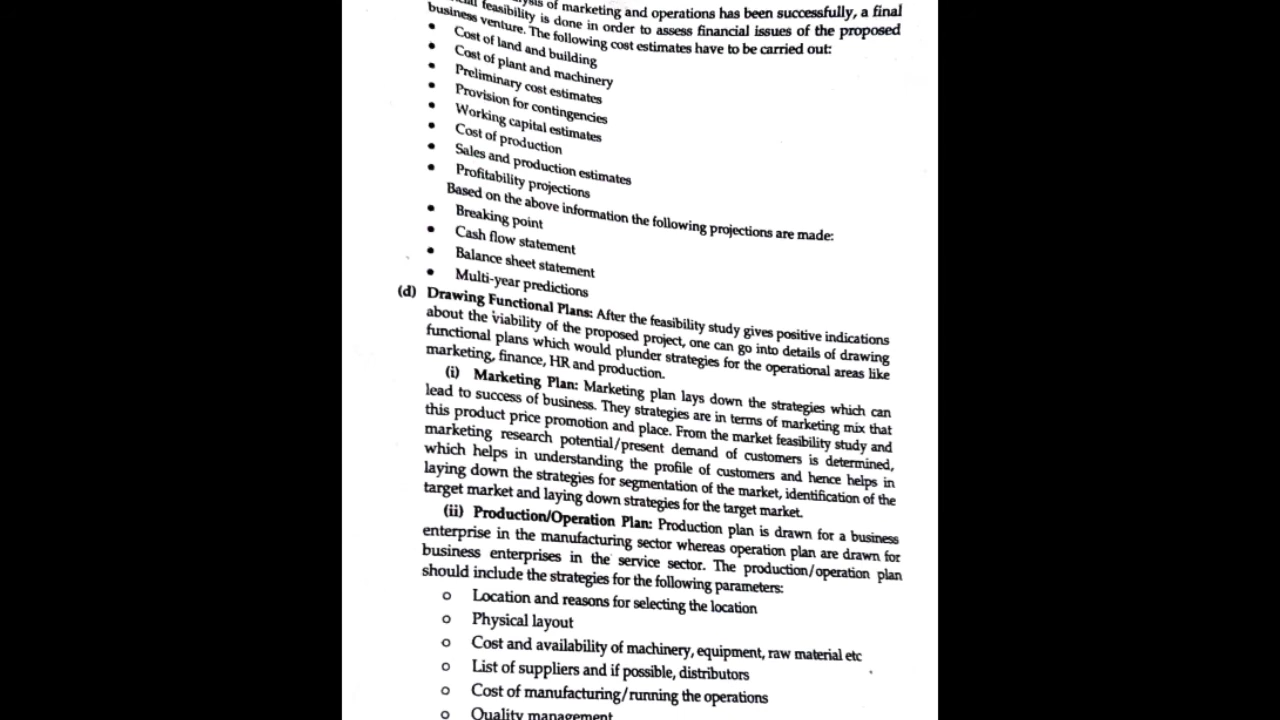 of marketing and operations has been successfully, a final
feasibility is done in order to assess financial issues of the proposed
business venture. The following cost estimates have to be carried out:
• Cost of land and building
• Cost of plant and machinery
• Preliminary cost estimates
• Provision for contingencies
• Working capital estimates
• Cost of production
• Sales and production estimates
• Profitability projections
Based on the above information the following projections are made:
• Breaking point
• Cash flow statement
• Balance sheet statement
• Multi-year predictions
(d) Drawing Functional Plans: After the feasibility study gives positive indications
about the viability of the proposed project, one can go into details of drawing
functional plans which would plunder strategies for the operational areas like
marketing, finance, HR and production.
(i) Marketing Plan: Marketing plan lays down the strategies which can
lead to success of business. They strategies are in terms of marketing mix that
this product price promotion and place. From the market feasibility study and
marketing research potential/present demand of customers is determined,
which helps in understanding the profile of customers and hence helps in
laying down the strategies for segmentation of the market, identification of the
target market and laying down strategies for the target market.
(ii) Production/Operation Plan: Production plan is drawn for a business
enterprise in the manufacturing sector whereas operation plan are drawn for
business enterprises in the service sector. The production/operation plan
should include the strategies for the following parameters:
o Location and reasons for selecting the location
o Physical layout
o Cost and availability of machinery, equipment, raw material etc
o List of suppliers and if possible, distributors
o Cost of manufacturing/running the operations
o Quality management